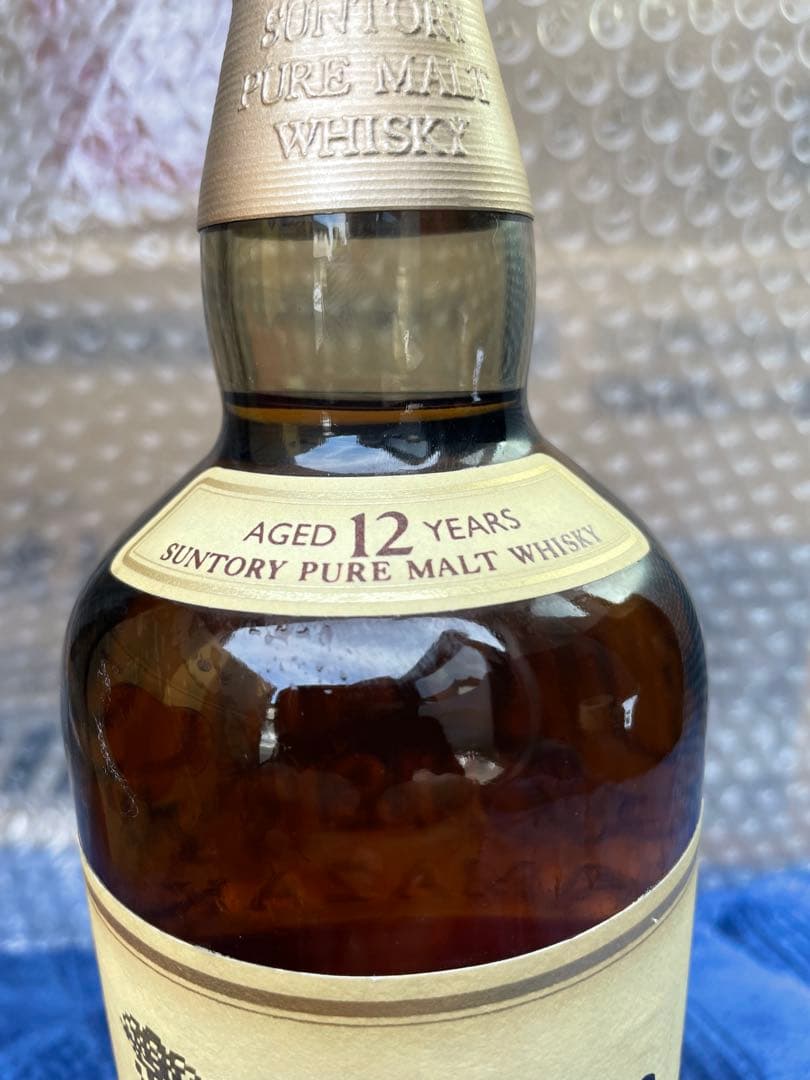 SUNTORY
PURE MALT
WHISKY
AGED 12 YEARS
SUNTORY PURE MALT WHISKY